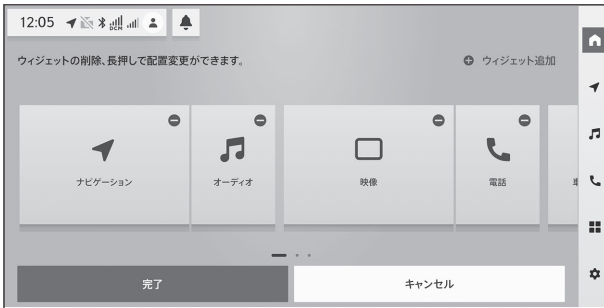 12:05
DCM
ウィジェットの削除、長押しで配置変更ができます。
ウィジェット追加
ナビゲーション
オーディオ
映像
電話
完了
キャンセル